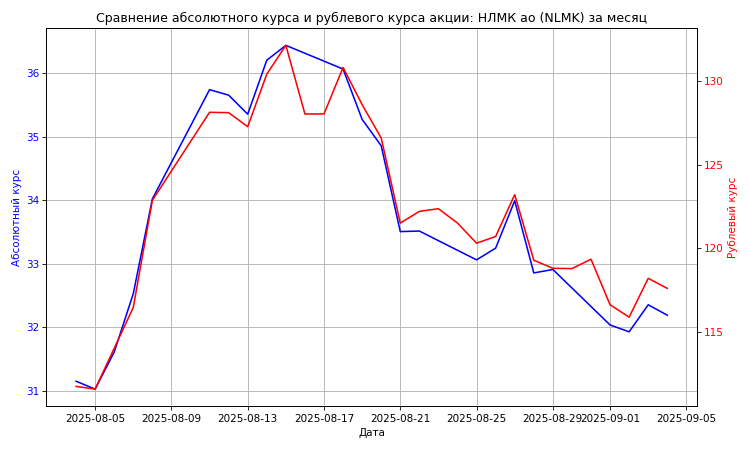 Сравнение абсолютного курса и рублевого курса акции: НЛМК ао (NLMK) за месяц
Абсолютный курс
36
35
34
33
32
31
130
125
120
115
Рублевый курс
2025-08-05 2025-08-09 2025-08-13 2025-08-17 2025-08-21 2025-08-25 2025-08-29 2025-09-01 2025-09-05
Дата